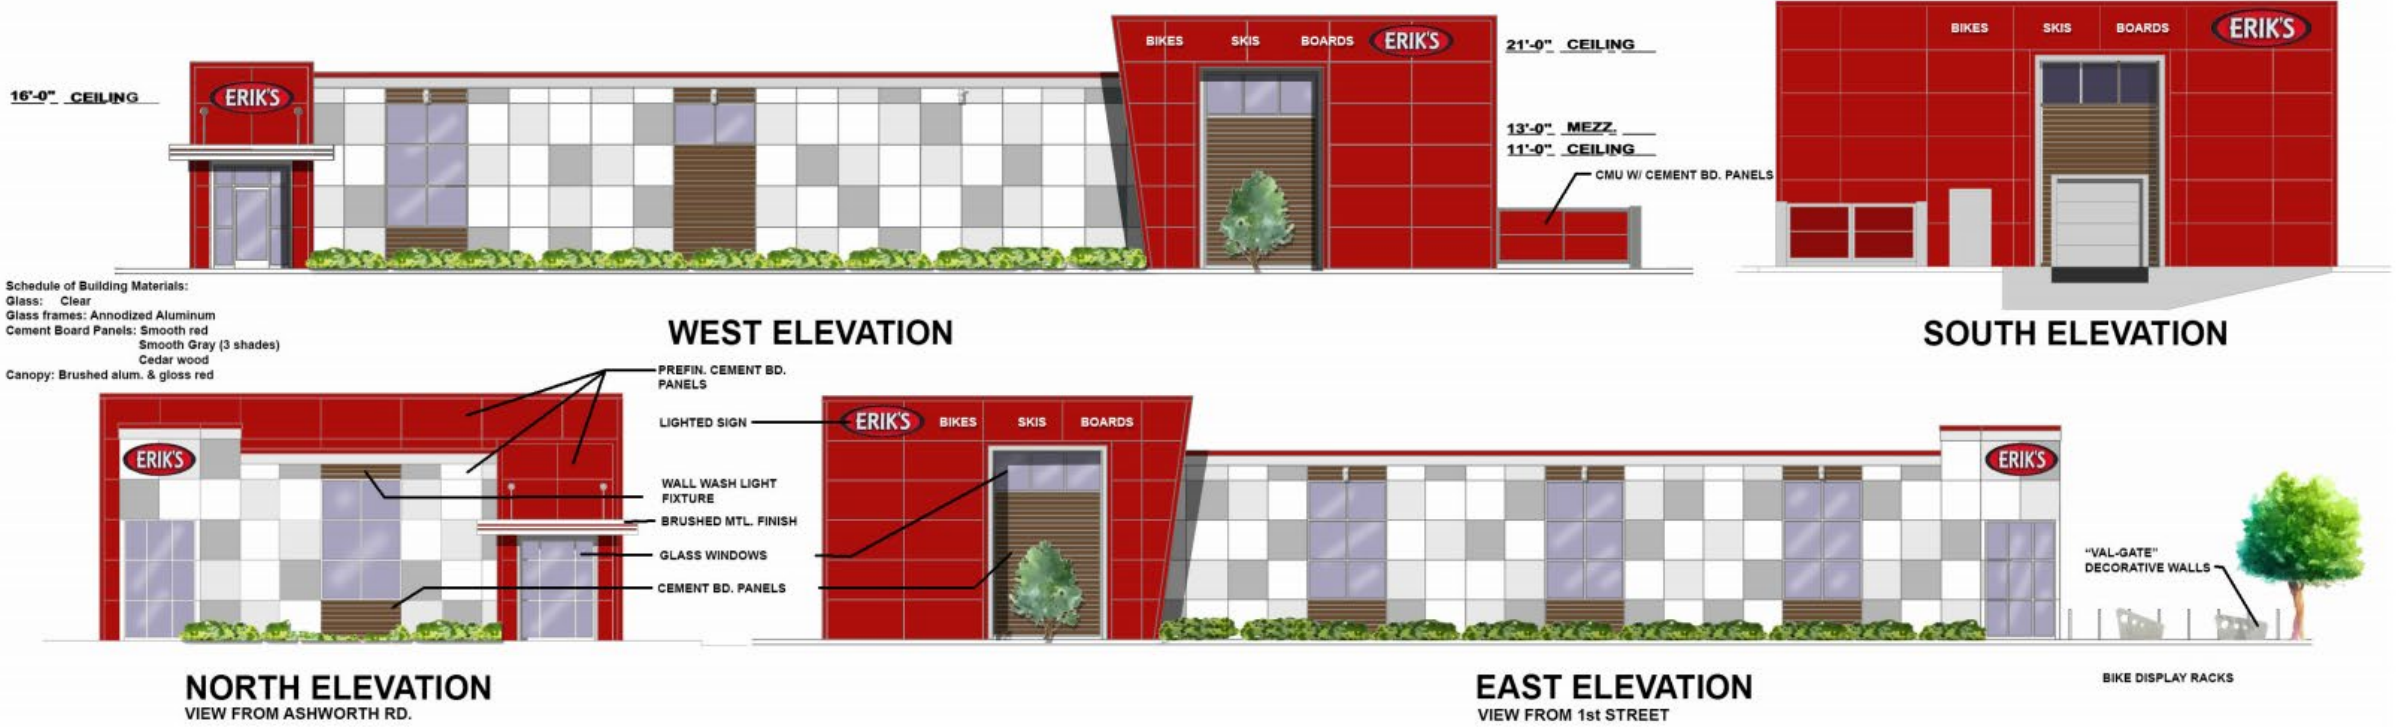 BIKES SKIS BOARDS ERIK'S
21'-0" CEILING
BIKES SKIS BOARDS ERIK'S
16'-0" CEILING
ERIK'S
13'-0" MEZZ.
11'-0" CEILING
CMU W/ CEMENT BD. PANELS
Schedule of Building Materials:
Glass: Clear
Glass frames: Annodized Aluminum
Cement Board Panels: Smooth red
Smooth Gray (3 shades)
Cedar wood
Canopy: Brushed alum. & gloss red
WEST ELEVATION
SOUTH ELEVATION
PREFIN. CEMENT BD.
PANELS
LIGHTED SIGN
ERIK'S BIKES SKIS BOARDS
ERIK'S
ERIK'S
WALL WASH LIGHT
FIXTURE
BRUSHED MTL. FINISH
GLASS WINDOWS
CEMENT BD. PANELS
"VAL-GATE"
DECORATIVE WALLS
BIKE DISPLAY RACKS
NORTH ELEVATION
VIEW FROM ASHWORTH RD.
EAST ELEVATION
VIEW FROM 1st STREET